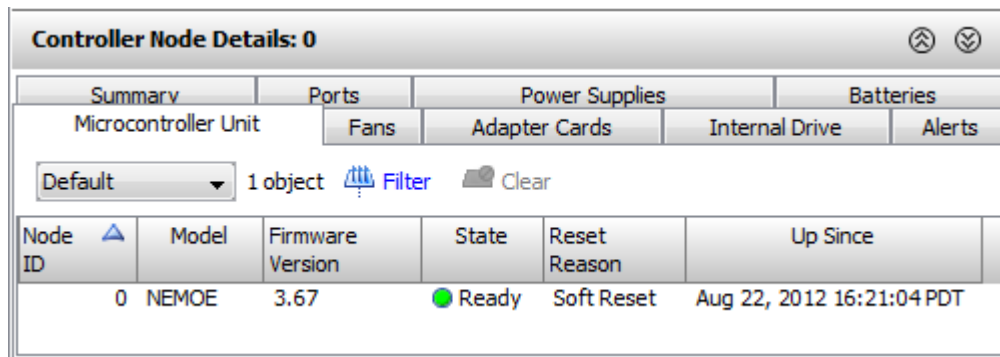 Controller Node Details: 0
Summary Ports Power Supplies Batteries
Microcontroller Unit Fans Adapter Cards Internal Drive Alerts
Default 1 object Filter Clear
Node ID Model Firmware Version State Reset Reason Up Since
0 NEMOE 3.67 Ready Soft Reset Aug 22, 2012 16:21:04 PDT